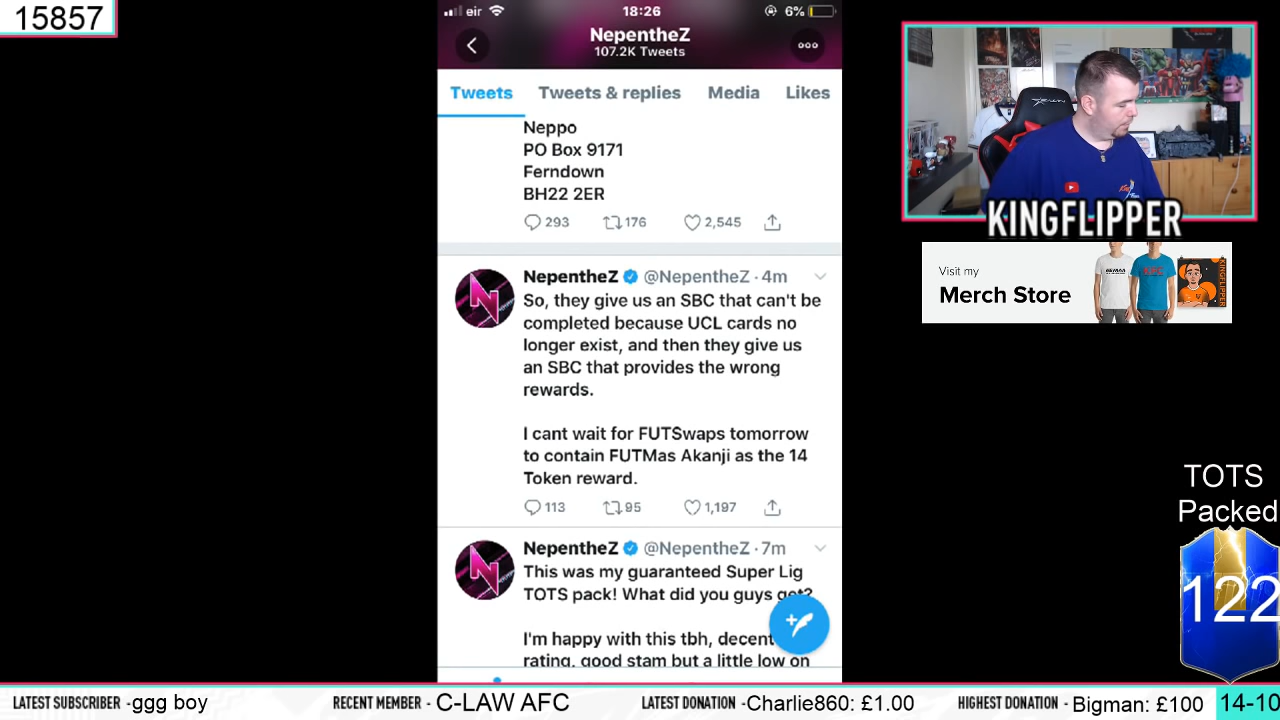 15857
eir
18:26
6%
NepentheZ
107.2K Tweets
Tweets
Tweets & replies
Media
Likes
Neppo
PO Box 9171
Ferndown
BH22 2ER
293
176
2,545
NepentheZ @NepentheZ · 4m
So, they give us an SBC that can't be
completed because UCL cards no
longer exist, and then they give us
an SBC that provides the wrong
rewards.
I cant wait for FUTSwaps tomorrow
to contain FUTMas Akanji as the 14
Token reward.
113
95
1,197
NepentheZ @NepentheZ · 7m
This was my guaranteed Super Lig
TOTS pack! What did you guys get?
I'm happy with this tbh, decent
rating, good stam but a little low on
KINGFLIPPER
Visit my
Merch Store
KINGFLIPPER
TOTS
Packed
122
LATEST SUBSCRIBER - ggg boy
RECENT MEMBER - C-LAW AFC
LATEST DONATION - Charlie860: £1.00
HIGHEST DONATION - Bigman: £100
14-10